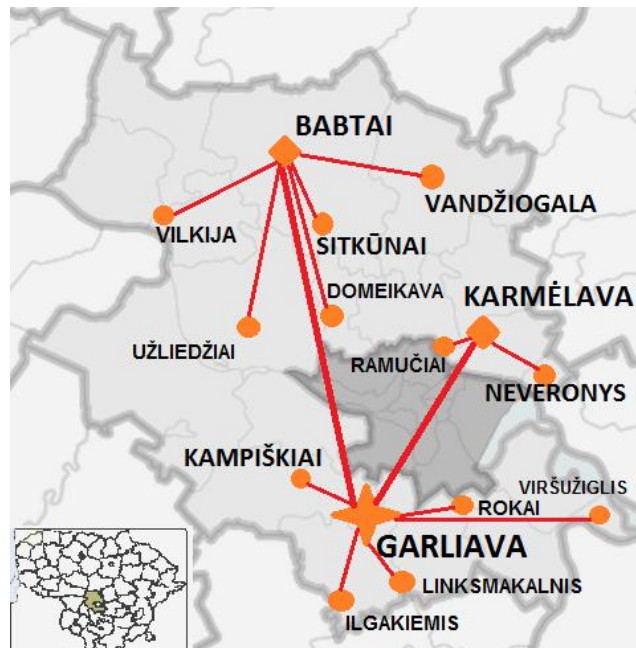 BABTAI
VANDŽIOGALA
VILKIJA
SITKŪNAI
DOMEIKAVA
KARMĖLAVA
UŽLIEDŽIAI
RAMUČIAI
NEVERONYS
KAMPIŠKIAI
VIRŠUŽIGLIS
ROKAI
GARLIAVA
LINKSMAKALNIS
ILGAKIEMIS